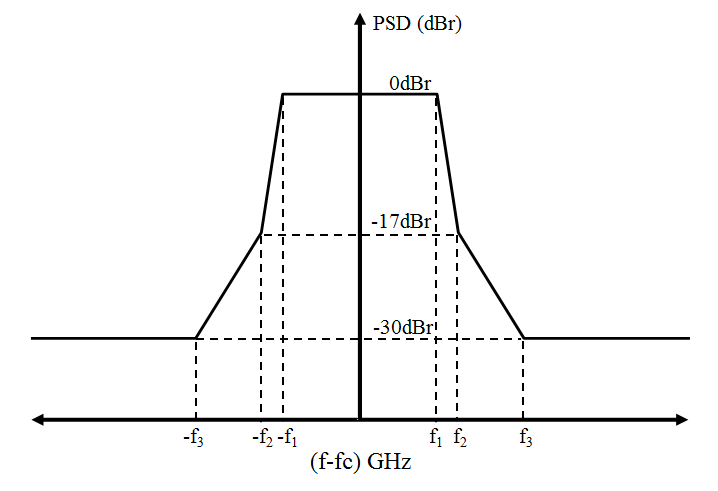 PSD (dBr)
0dBr
-17dBr
-30dBr
-f₃ -f₂ -f₁ f₁ f₂ f₃
(f-fc) GHz